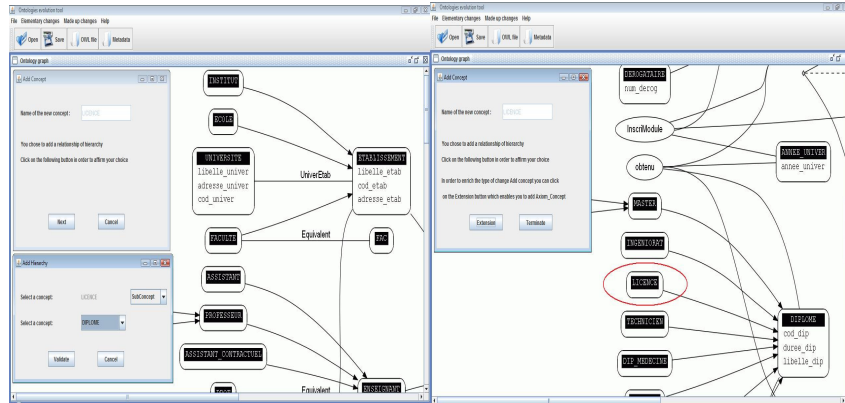 Ontologies evolution tool
File Elementary changes Made up changes Help
Open Save OWL file Metadata
Ontology graph
Add Concept
Name of the new concept : LICENCE
You chose to add a relationship of hierarchy
Click on the following button in order to affirm your choice
Next Cancel
Add Hierarchy
Select a concept: LICENCE SubConcept
Select a concept: DIPLOME
Validate Cancel
INSTITUT
ECOLE
UNIVERSITE
libelle_univer
adresse_univer
cod_univer
UniverEtab
ETABLISSEMENT
libelle_etab
cod_etab
adresse_etab
FACULTE
Equivalent
FAC
ASSISTANT
PROFESSEUR
ASSISTANT_CONTRACTUEL
PROF
Equivalent
ENSEIGNANT
Ontologies evolution tool
File Elementary changes Made up changes Help
Open Save OWL file Metadata
Ontology graph
Add Concept
Name of the new concept : LICENCE
You chose to add a relationship of hierarchy
Click on the following button in order to affirm your choice
In order to enrich the type of change Add concept you can click
on the Extension button which enables you to add Axiom_Concept
Extension Terminate
DEROGATAIRE
num_derog
InscriModule
obtenu
ANNEE_UNIVER
annee_univer
MASTER
INGENIORAT
LICENCE
TECHNICIEN
DIP_MEDECINE
DIPLOME
cod_dip
duree_dip
libelle_dip